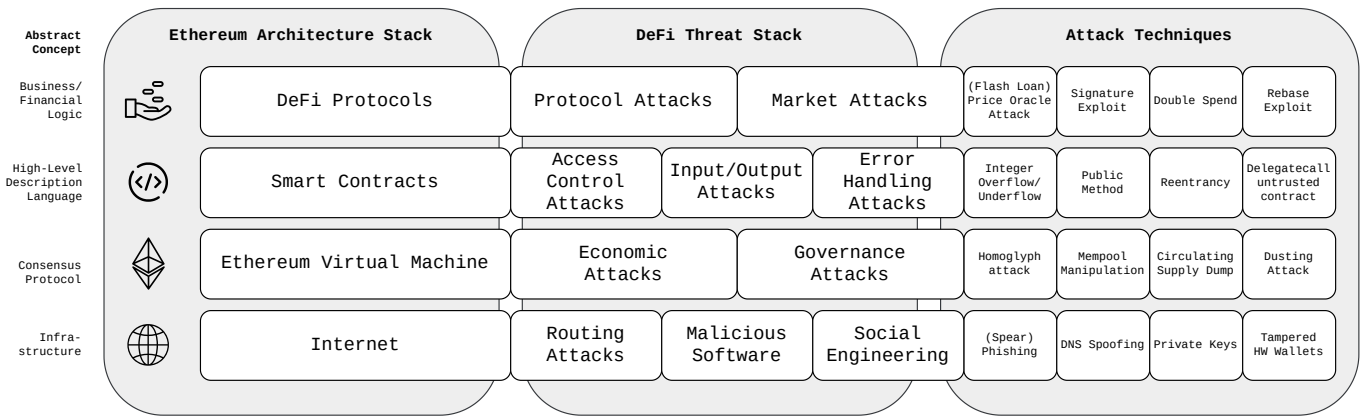 Abstract
Concept
Ethereum Architecture Stack
DeFi Threat Stack
Attack Techniques
Business/
Financial
Logic
DeFi Protocols
Protocol Attacks
Market Attacks
(Flash Loan)
Price Oracle
Attack
Signature
Exploit
Double Spend
Rebase
Exploit
High-Level
Description
Language
Smart Contracts
Access
Control
Attacks
Input/Output
Attacks
Error
Handling
Attacks
Integer
Overflow/
Underflow
Public
Method
Reentrancy
Delegatecall
untrusted
contract
Consensus
Protocol
Ethereum Virtual Machine
Economic
Attacks
Governance
Attacks
Homoglyph
attack
Mempool
Manipulation
Circulating
Supply Dump
Dusting
Attack
Infra-
structure
Internet
Routing
Attacks
Malicious
Software
Social
Engineering
(Spear)
Phishing
DNS Spoofing
Private Keys
Tampered
HW Wallets